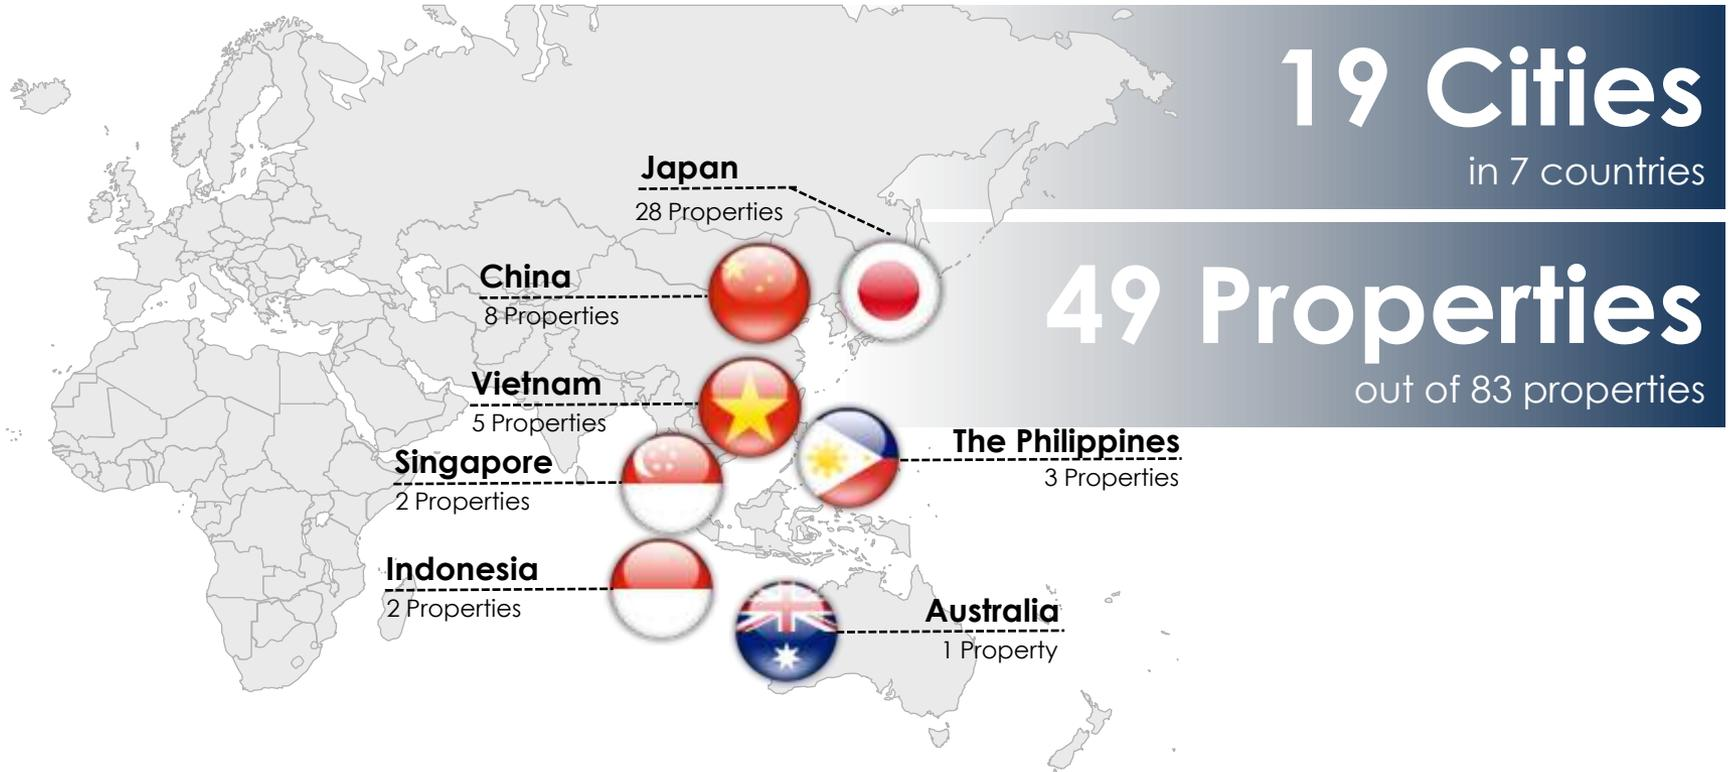 19 Cities
in 7 countries
49 Properties
out of 83 properties
Japan
28 Properties
China
8 Properties
Vietnam
5 Properties
The Philippines
3 Properties
Singapore
2 Properties
Indonesia
2 Properties
Australia
1 Property